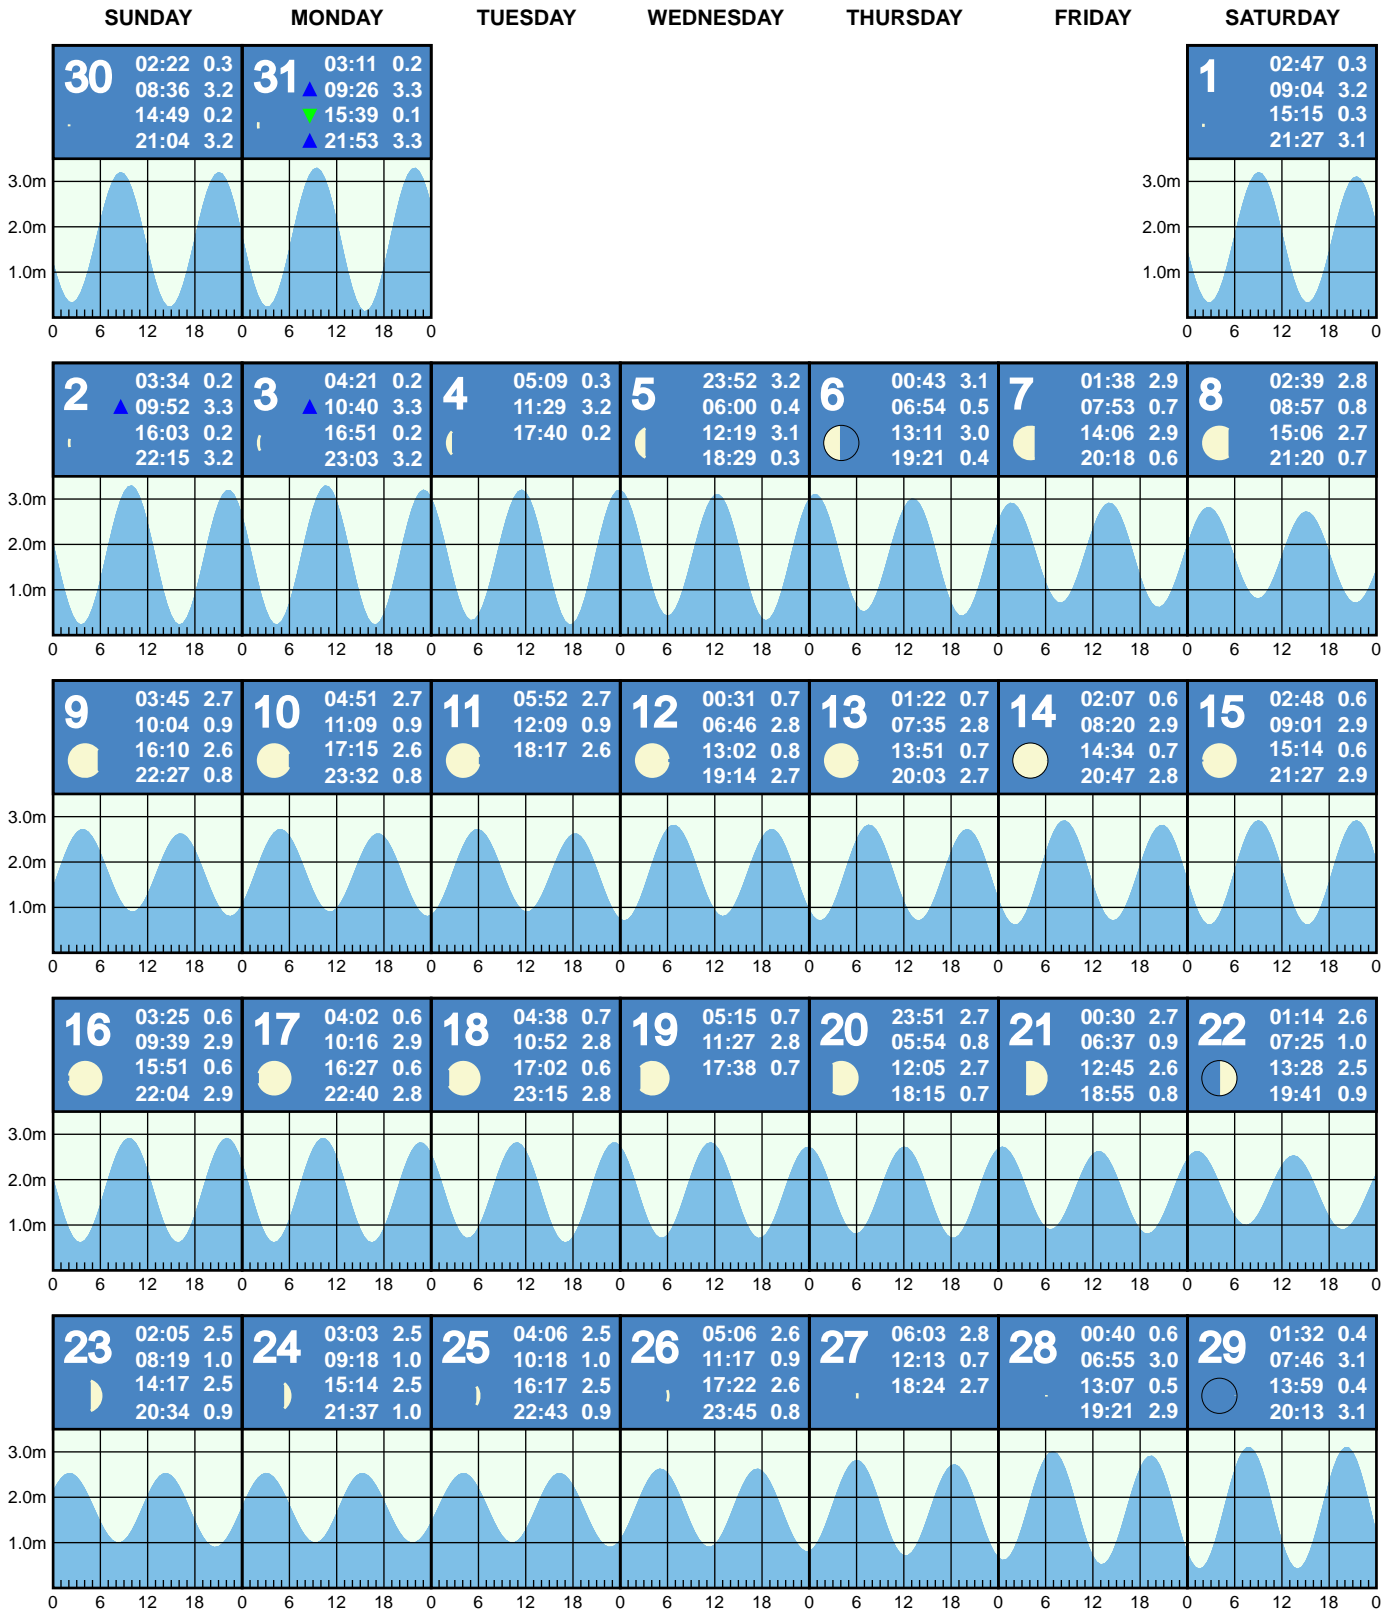 SUNDAY MONDAY TUESDAY WEDNESDAY THURSDAY FRIDAY SATURDAY
30 02:22 0.3
08:36 3.2
14:49 0.2
21:04 3.2
31 03:11 0.2
09:26 3.3
15:39 0.1
21:53 3.3
1 02:47 0.3
09:04 3.2
15:15 0.3
21:27 3.1
3.0m 3.0m
2.0m 2.0m
1.0m 1.0m
0 6 12 18 0 6 12 18 0 0 6 12 18 0
2 03:34 0.2
09:52 3.3
16:03 0.2
22:15 3.2
3 04:21 0.2
10:40 3.3
16:51 0.2
23:03 3.2
4 05:09 0.3
11:29 3.2
17:40 0.2
5 23:52 3.2
06:00 0.4
12:19 3.1
18:29 0.3
6 00:43 3.1
06:54 0.5
13:11 3.0
19:21 0.4
7 01:38 2.9
07:53 0.7
14:06 2.9
20:18 0.6
8 02:39 2.8
08:57 0.8
15:06 2.7
21:20 0.7
3.0m
2.0m
1.0m
0 6 12 18 0 6 12 18 0 6 12 18 0 6 12 18 0 6 12 18 0 6 12 18 0 6 12 18 0
9 03:45 2.7
10:04 0.9
16:10 2.6
22:27 0.8
10 04:51 2.7
11:09 0.9
17:15 2.6
23:32 0.8
11 05:52 2.7
12:09 0.9
18:17 2.6
12 00:31 0.7
06:46 2.8
13:02 0.8
19:14 2.7
13 01:22 0.7
07:35 2.8
13:51 0.7
20:03 2.7
14 02:07 0.6
08:20 2.9
14:34 0.7
20:47 2.8
15 02:48 0.6
09:01 2.9
15:14 0.6
21:27 2.9
3.0m
2.0m
1.0m
0 6 12 18 0 6 12 18 0 6 12 18 0 6 12 18 0 6 12 18 0 6 12 18 0 6 12 18 0
16 03:25 0.6
09:39 2.9
15:51 0.6
22:04 2.9
17 04:02 0.6
10:16 2.9
16:27 0.6
22:40 2.8
18 04:38 0.7
10:52 2.8
17:02 0.6
23:15 2.8
19 05:15 0.7
11:27 2.8
17:38 0.7
20 23:51 2.7
05:54 0.8
12:05 2.7
18:15 0.7
21 00:30 2.7
06:37 0.9
12:45 2.6
18:55 0.8
22 01:14 2.6
07:25 1.0
13:28 2.5
19:41 0.9
3.0m
2.0m
1.0m
0 6 12 18 0 6 12 18 0 6 12 18 0 6 12 18 0 6 12 18 0 6 12 18 0 6 12 18 0
23 02:05 2.5
08:19 1.0
14:17 2.5
20:34 0.9
24 03:03 2.5
09:18 1.0
15:14 2.5
21:37 1.0
25 04:06 2.5
10:18 1.0
16:17 2.5
22:43 0.9
26 05:06 2.6
11:17 0.9
17:22 2.6
23:45 0.8
27 06:03 2.8
12:13 0.7
18:24 2.7
28 00:40 0.6
06:55 3.0
13:07 0.5
19:21 2.9
29 01:32 0.4
07:46 3.1
13:59 0.4
20:13 3.1
3.0m
2.0m
1.0m
0 6 12 18 0 6 12 18 0 6 12 18 0 6 12 18 0 6 12 18 0 6 12 18 0 6 12 18 0